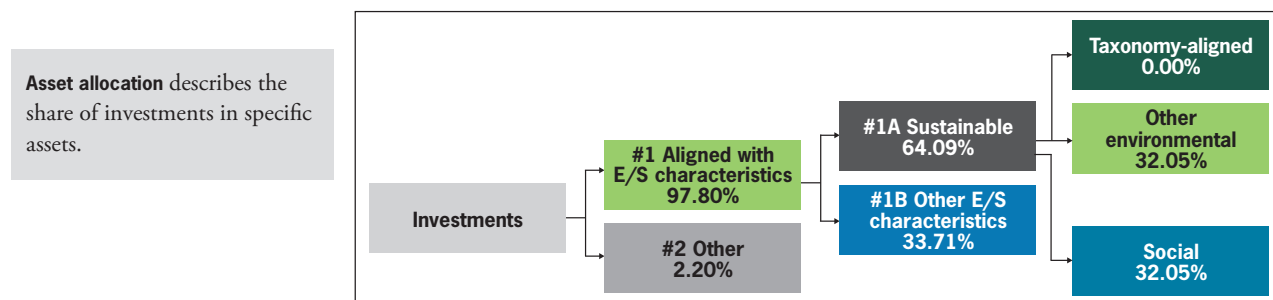 Asset allocation describes the
share of investments in specific
assets.
Investments
#1 Aligned with
E/S characteristics
97.80%
#2 Other
2.20%
#1A Sustainable
64.09%
#1B Other E/S
characteristics
33.71%
Taxonomy-aligned
0.00%
Other
environmental
32.05%
Social
32.05%